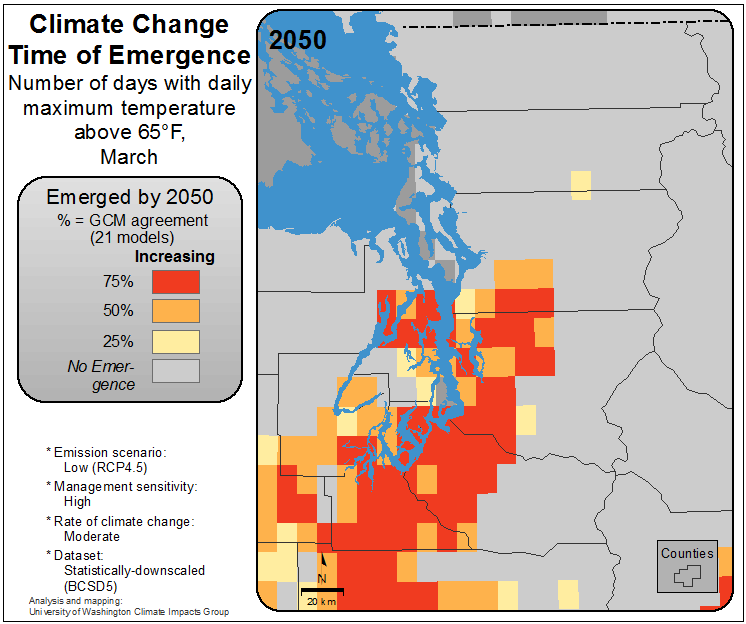 Climate Change
Time of Emergence
Number of days with daily
maximum temperature
above 65°F,
March
Emerged by 2050
% = GCM agreement
(21 models)
Increasing
75%
50%
25%
No Emer-
gence
* Emission scenario:
Low (RCP4.5)
* Management sensitivity:
High
* Rate of climate change:
Moderate
* Dataset:
Statistically-downscaled
(BCSD5)
Analysis and mapping:
University of Washington Climate Impacts Group
2050
N
20 km
Counties